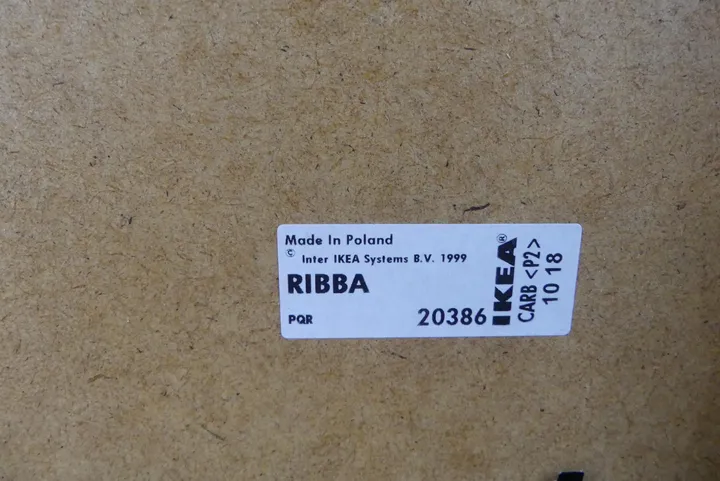 Made In Poland
© Inter IKEA Systems B.V. 1999
RIBBA
PQR 20386
IKEA®
CARB <P2>
10 18